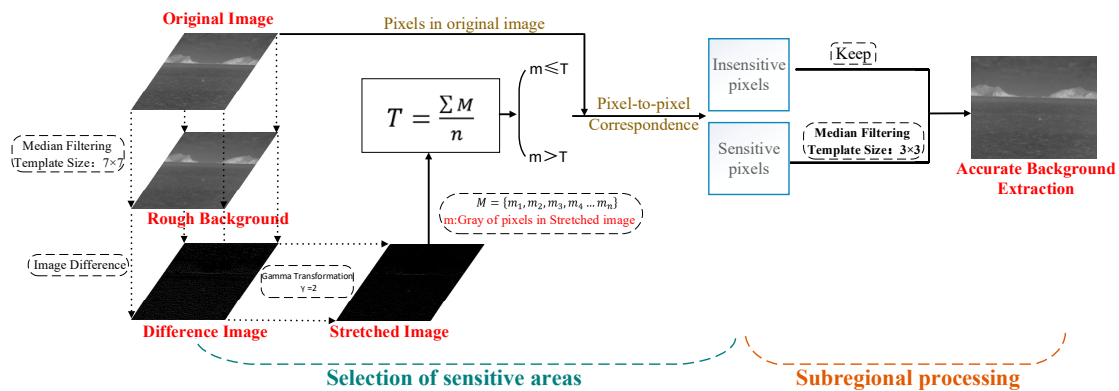 Original Image
Pixels in original image
Median Filtering
Template Size：7×7
Rough Background
Image Difference
Difference Image
Gamma Transformation
γ =2
Stretched Image
M = {m₁, m₂, m₃, m₄ … mₙ}
m:Gray of pixels in Stretched image
T = ∑ M / n
m≤T
m>T
Pixel-to-pixel
Correspondence
Insensitive
pixels
Sensitive
pixels
Keep
Median Filtering
Template Size：3×3
Accurate Background
Extraction
Selection of sensitive areas
Subregional processing